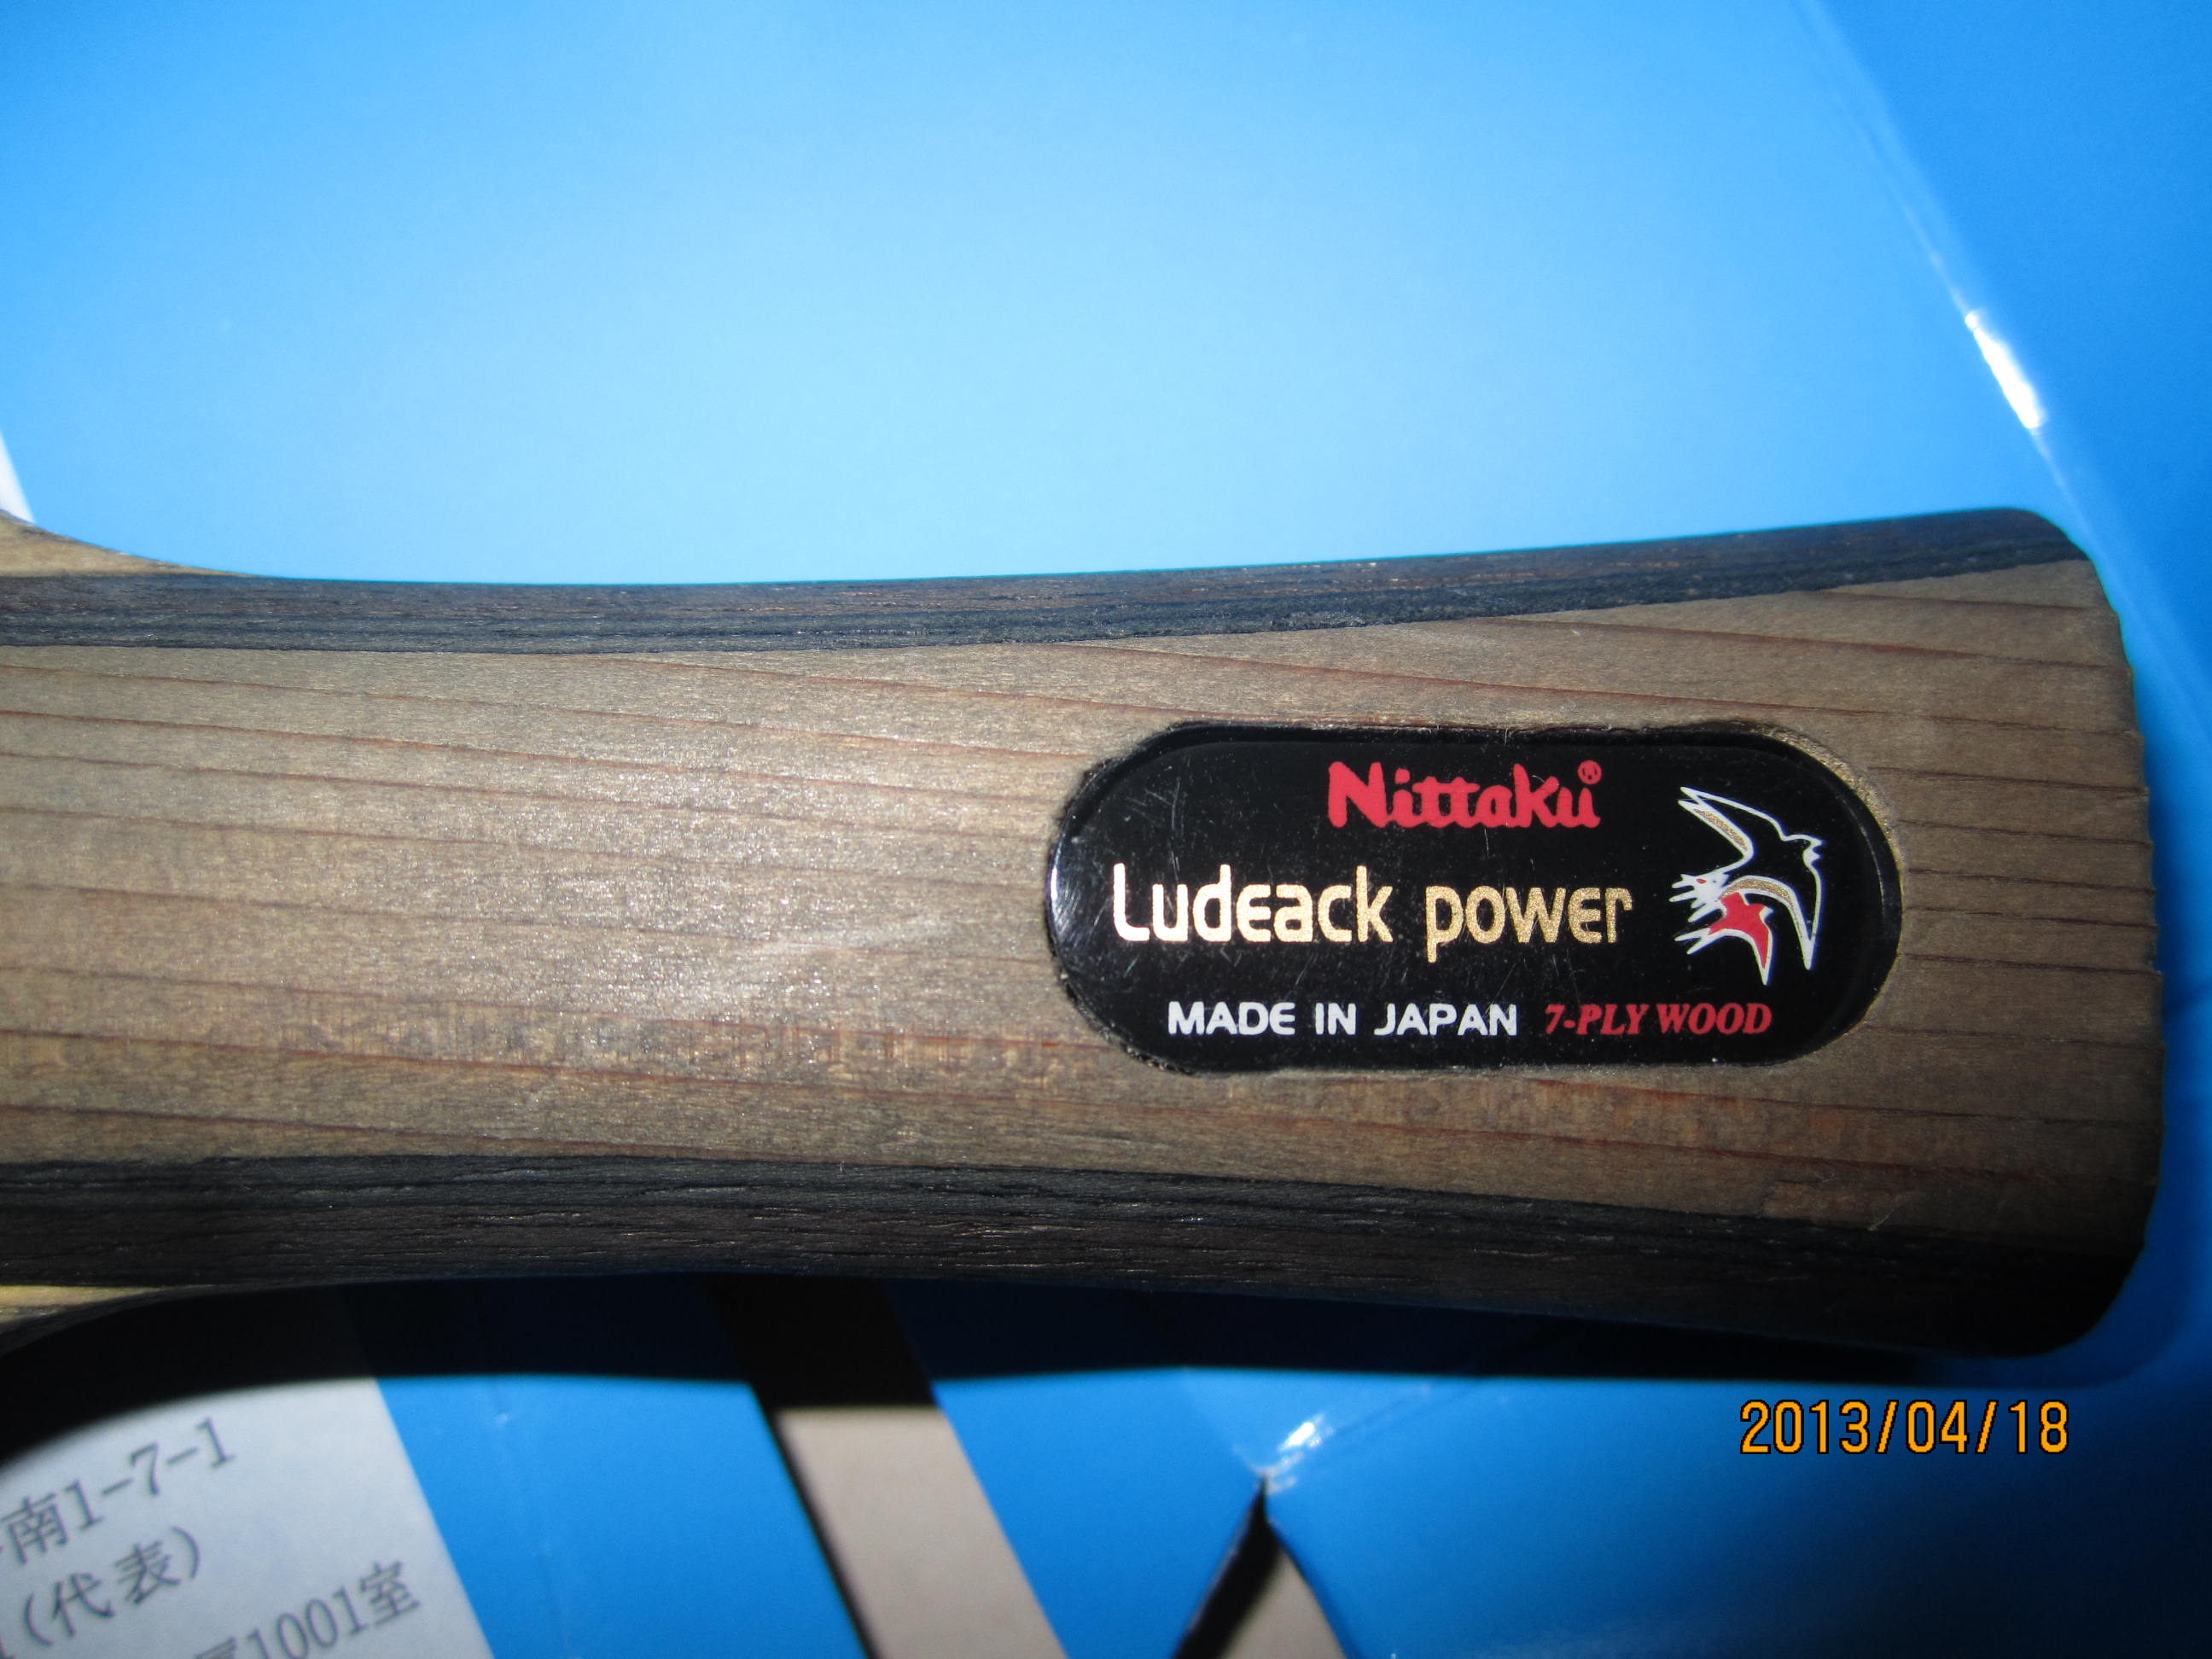 Nittaku®
Ludeack power
MADE IN JAPAN 7-PLY WOOD
2013/04/18
南1-7-1
(代表)
1001室